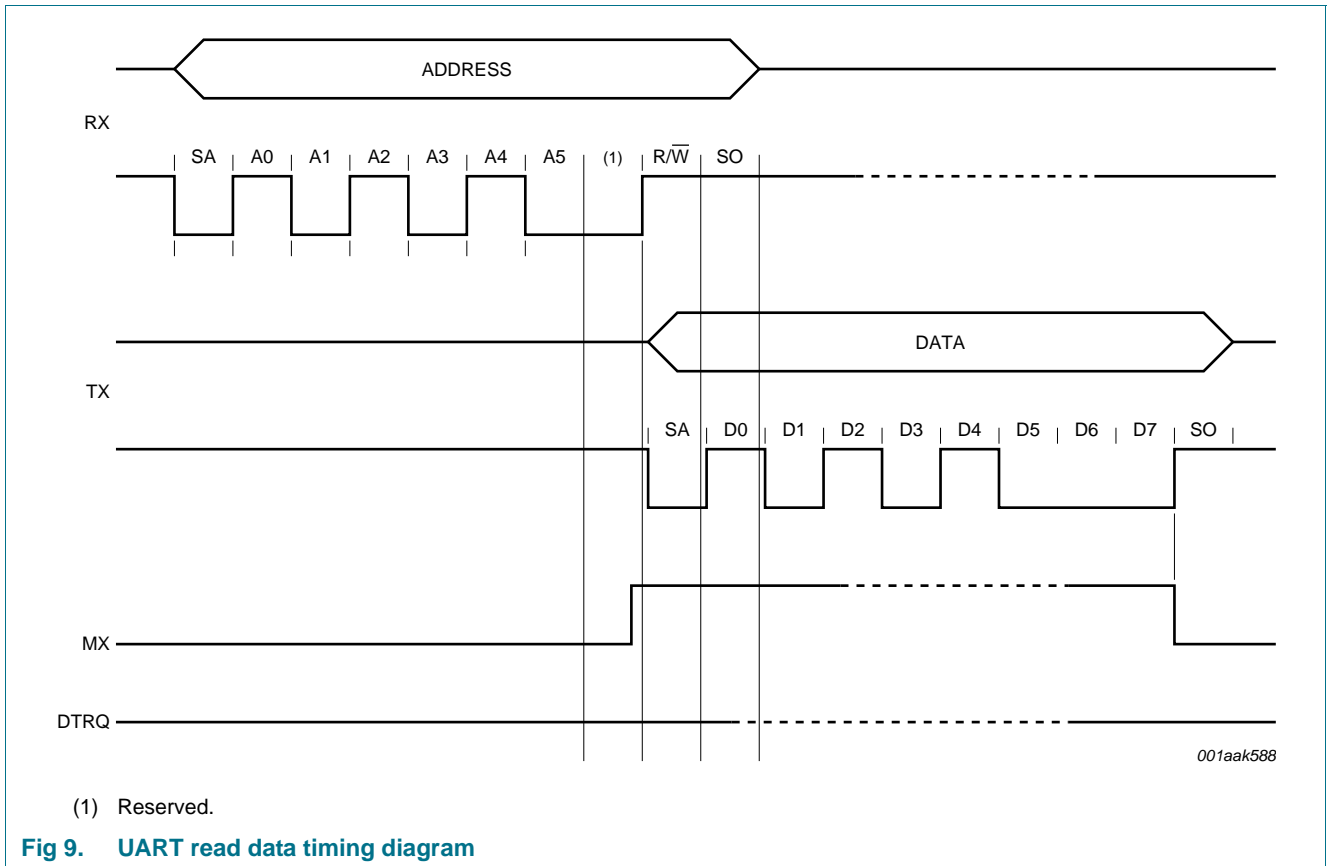 ADDRESS
RX
SA A0 A1 A2 A3 A4 A5 (1) R/W̅ SO
DATA
TX
SA D0 D1 D2 D3 D4 D5 D6 D7 SO
MX
DTRQ
001aak588
(1) Reserved.
Fig 9. UART read data timing diagram